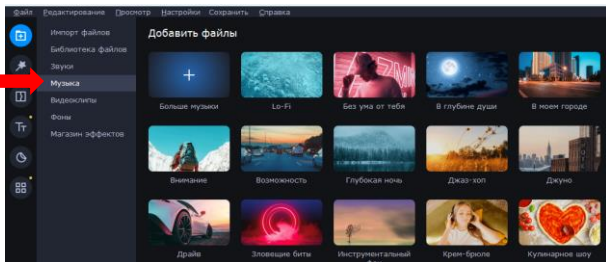 Файл Редактирование Просмотр Настройки Сохранить Справка
Импорт файлов
Библиотека файлов
Звуки
Музыка
Видеоклипы
Фоны
Магазин эффектов
Добавить файлы
Больше музыки Lo-Fi Без ума от тебя В глубине души В моем городе
Внимание Возможность Глубокая ночь Джаз-хоп Джуно
Драйв Зловещие биты Инструментальный Крем-брюле Кулинарное шоу